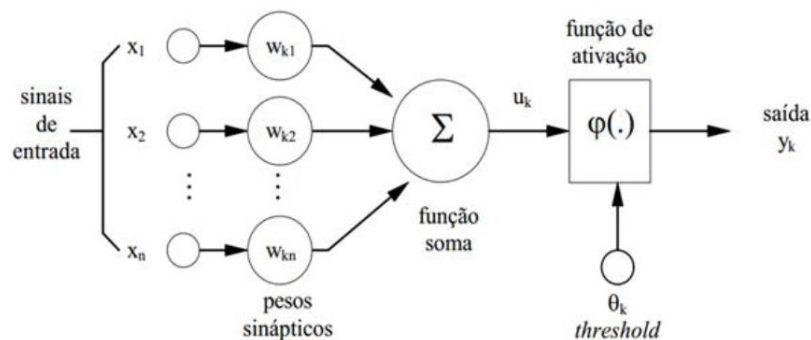 sinais
de
entrada
x1
x2
xn
wk1
wk2
wkn
pesos
sinápticos
Σ
função
soma
uk
função de
ativação
φ(.)
θk
threshold
saída
yk